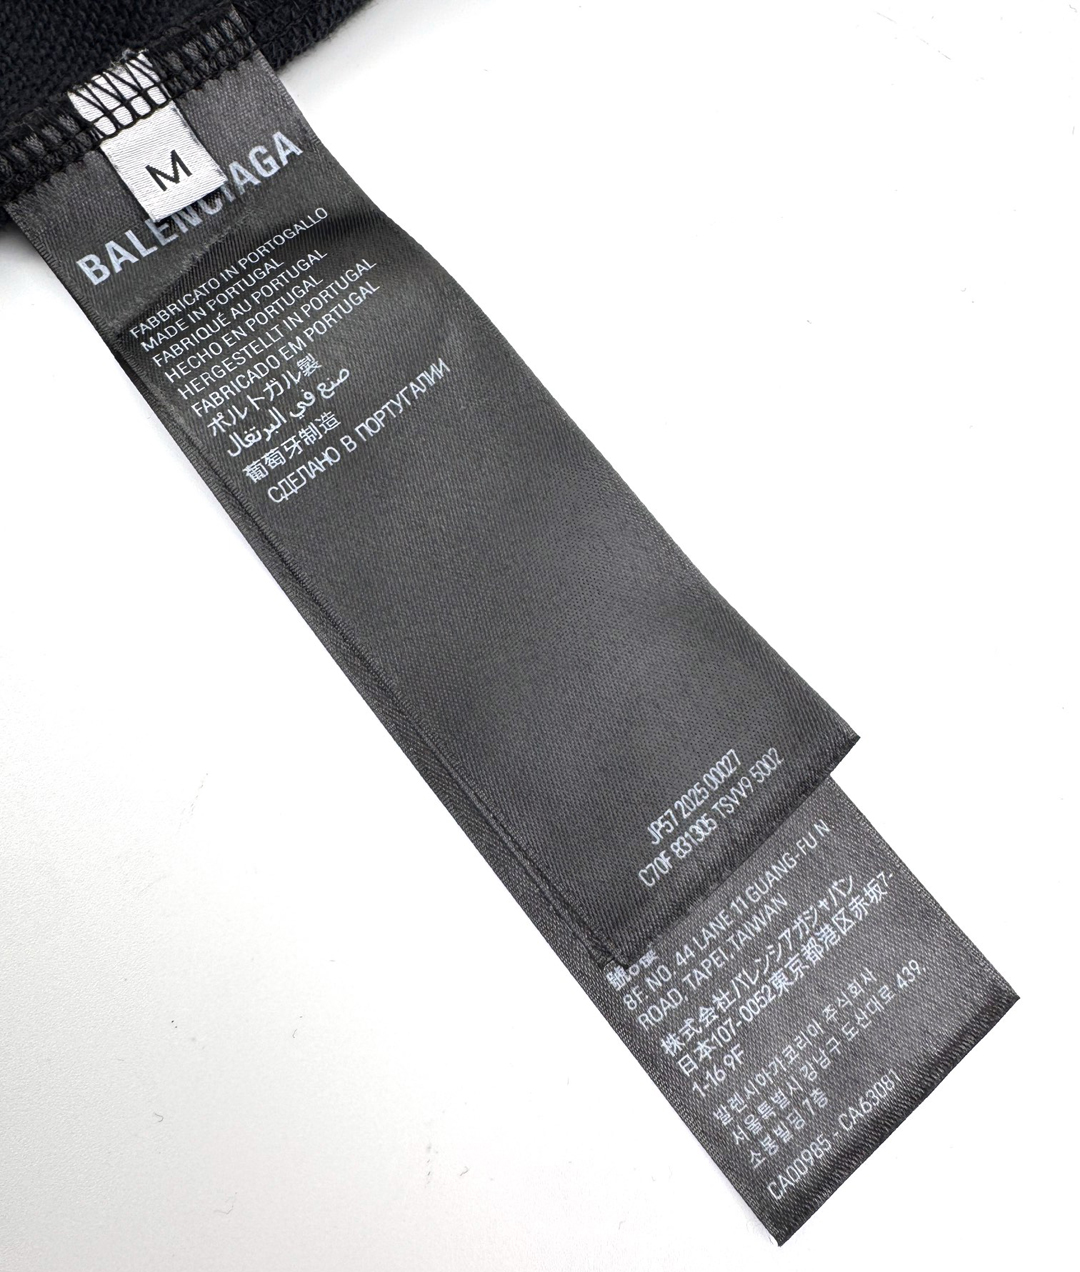 M
BALENCIAGA
FABBRICATO IN PORTOGALLO
MADE IN PORTUGAL
FABRIQUÉ AU PORTUGAL
HECHO EN PORTUGAL
HERGESTELLT IN PORTUGAL
FABRICADO EM PORTUGAL
ポルトガル製
صنع في البرتغال
葡萄牙制造
СДЕЛАНО В ПОРТУГАЛИИ
JP57 2025 00027
C70F 831305 TSVV9 5002
8F. NO. 44 LANE 11 GUANG-FU N
ROAD, TAPEI, TAIWAN
株式会社バレンシアガジャパン
日本107-0052東京都港区赤坂7-
1-16 9F
발렌시아가코리아 주식회사
서울특별시 강남구 도산대로 439,
소봉빌딩 7층
CA00985 - CA63081